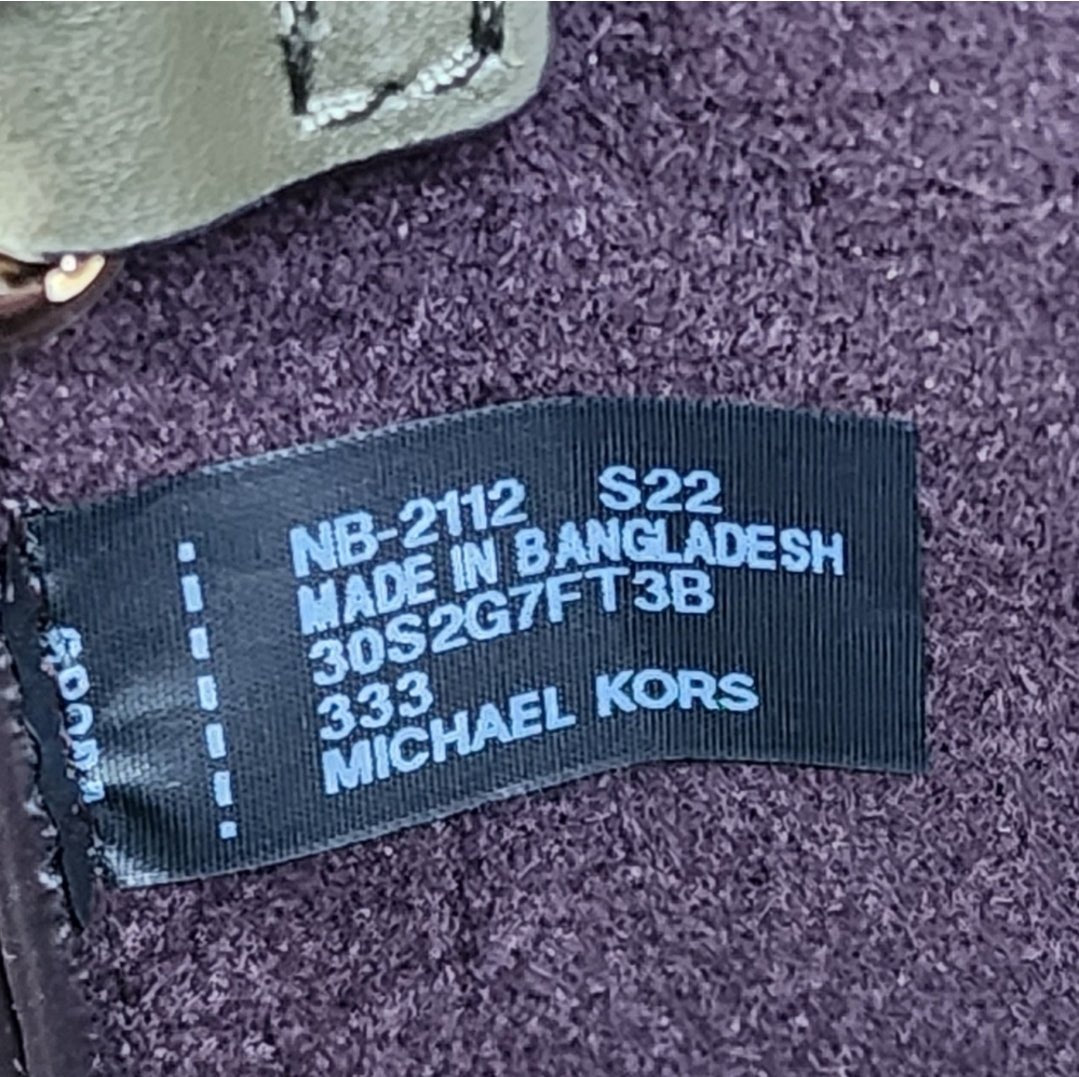 NB-2112 S22
MADE IN BANGLADESH
30S2G7FT3B
333
MICHAEL KORS